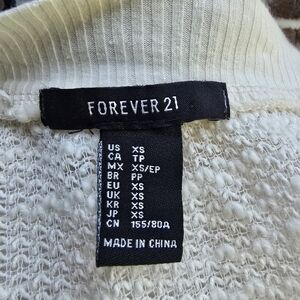 FOREVER 21
US XS
CA TP
MX XS/EP
BR PP
EU XS
UK XS
KR XS
JP XS
CN 155/80A
MADE IN CHINA